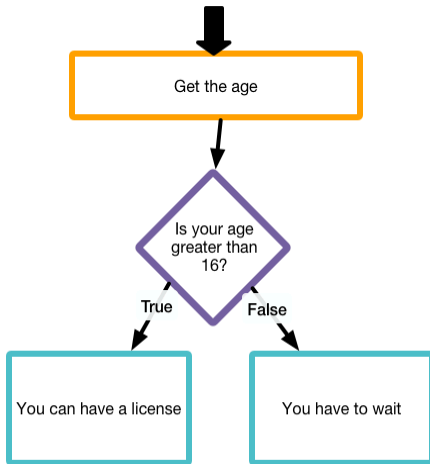 Get the age
Is your age
greater than
16?
True
False
You can have a license
You have to wait